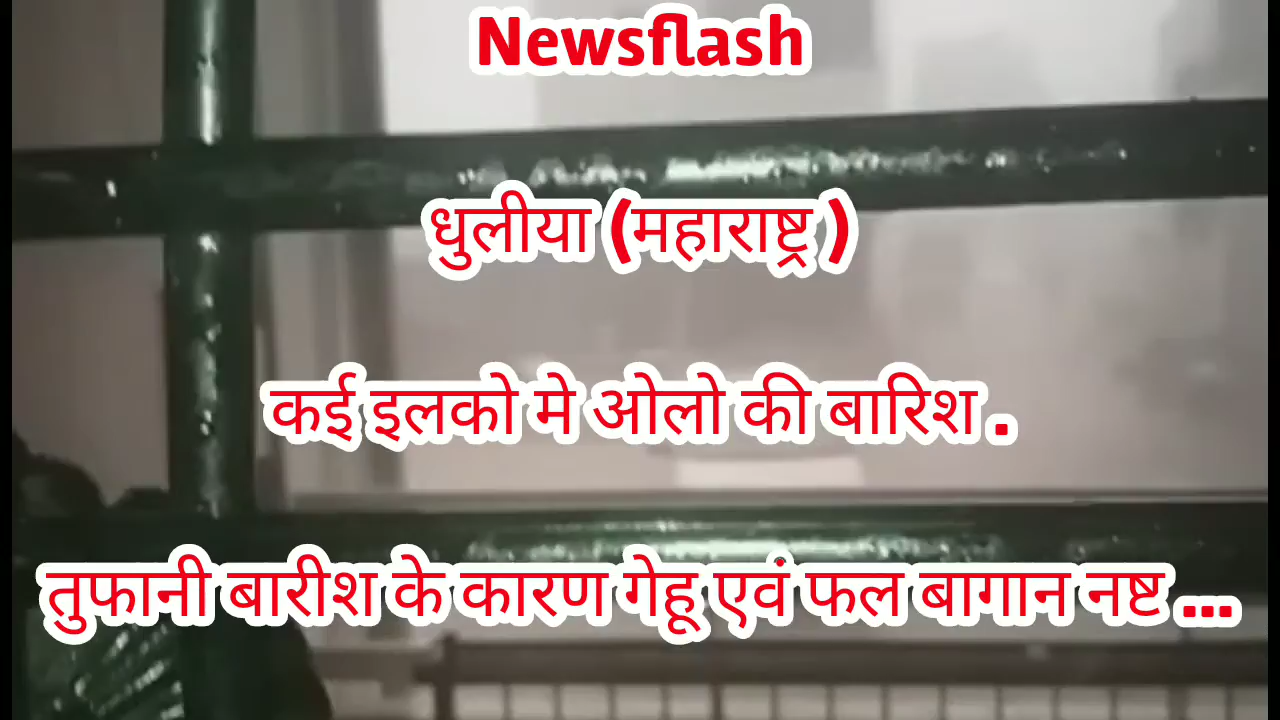 Newsflash
धुलीया (महाराष्ट्र )
कई इलको मे ओलो की बारिश .
तुफानी बारीश के कारण गेहू एवं फल बागान नष्ट ...